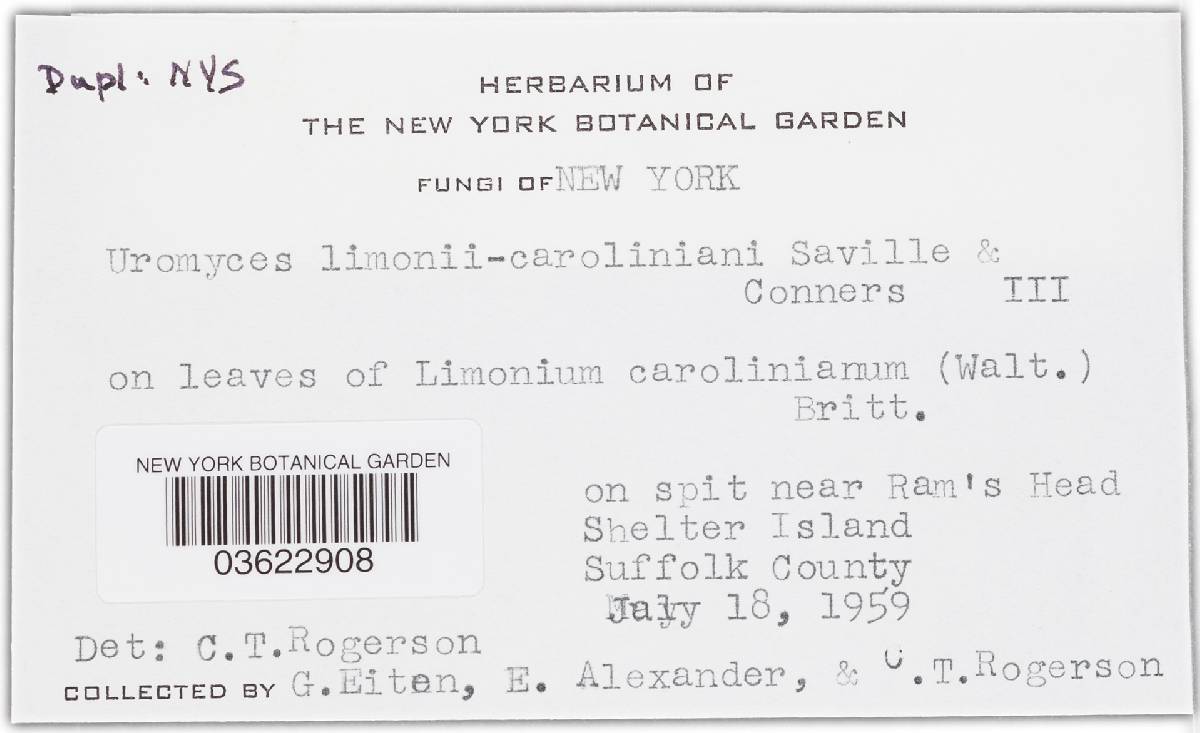 Dupl: NYS
HERBARIUM OF
THE NEW YORK BOTANICAL GARDEN
FUNGI OF NEW YORK
Uromyces limonii-caroliniani Saville &
Conners III
on leaves of Limonium carolinianum (Walt.)
Britt.
NEW YORK BOTANICAL GARDEN
03622908
on spit near Ram's Head
Shelter Island
Suffolk County
July 18, 1959
Det: C.T.Rogerson
COLLECTED BY G.Eiten, E. Alexander, & C.T.Rogerson